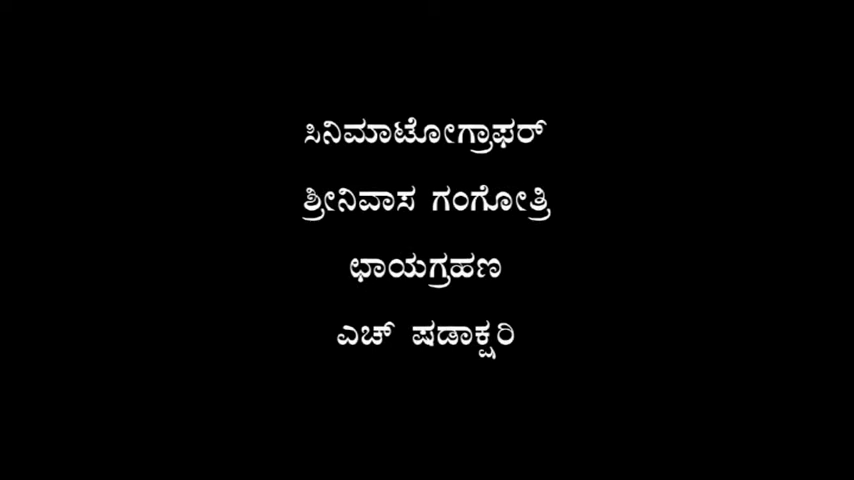 ಸಿನಿಮಾಟೋಗ್ರಾಫರ್
ಶ್ರೀನಿವಾಸ ಗಂಗೋತ್ರಿ
ಛಾಯಗ್ರಹಣ
ಎಚ್ ಷಡಾಕ್ಷರಿ